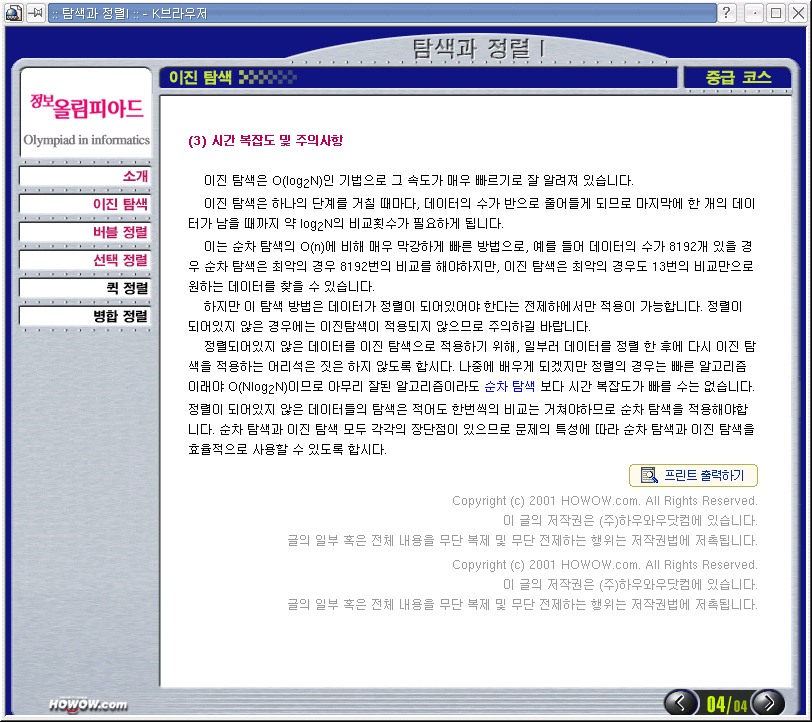 :: 탐색과 정렬I :: - K브라우저
탐색과 정렬 I
이진 탐색
중급 코스
정보올림피아드
Olympiad in informatics
소개
이진 탐색
버블 정렬
선택 정렬
퀵 정렬
병합 정렬
(3) 시간 복잡도 및 주의사항
이진 탐색은 O(log2N)인 기법으로 그 속도가 매우 빠르기로 잘 알려져 있습니다.
이진 탐색은 하나의 단계를 거칠 때마다, 데이터의 수가 반으로 줄어들게 되므로 마지막에 한 개의 데이
터가 남을 때까지 약 log2N의 비교횟수가 필요하게 됩니다.
이는 순차 탐색의 O(n)에 비해 매우 막강하게 빠른 방법으로, 예를 들어 데이터의 수가 8192개 있을 경
우 순차 탐색은 최악의 경우 8192번의 비교를 해야하지만, 이진 탐색은 최악의 경우도 13번의 비교만으로
원하는 데이터를 찾을 수 있습니다.
하지만 이 탐색 방법은 데이터가 정렬이 되어있어야 한다는 전제하에서만 적용이 가능합니다. 정렬이
되어있지 않은 경우에는 이진탐색이 적용되지 않으므로 주의하길 바랍니다.
정렬되어있지 않은 데이터를 이진 탐색으로 적용하기 위해, 일부러 데이터를 정렬 한 후에 다시 이진 탐
색을 적용하는 어리석은 짓은 하지 않도록 합시다. 나중에 배우게 되겠지만 정렬의 경우는 빠른 알고리즘
이래야 O(Nlog2N)이므로 아무리 잘된 알고리즘이라도 순차 탐색 보다 시간 복잡도가 빠를 수는 없습니다.
정렬이 되어있지 않은 데이터들의 탐색은 적어도 한번씩의 비교는 거쳐야하므로 순차 탐색을 적용해야합
니다. 순차 탐색과 이진 탐색 모두 각각의 장단점이 있으므로 문제의 특성에 따라 순차 탐색과 이진 탐색을
효율적으로 사용할 수 있도록 합시다.
프린트 출력하기
Copyright (c) 2001 HOWOW.com. All Rights Reserved.
이 글의 저작권은 (주)하우와우닷컴에 있습니다.
글의 일부 혹은 전체 내용을 무단 복제 및 무단 전제하는 행위는 저작권법에 저촉됩니다.
Copyright (c) 2001 HOWOW.com. All Rights Reserved.
이 글의 저작권은 (주)하우와우닷컴에 있습니다.
글의 일부 혹은 전체 내용을 무단 복제 및 무단 전제하는 행위는 저작권법에 저촉됩니다.
HOWOW.com
04/04